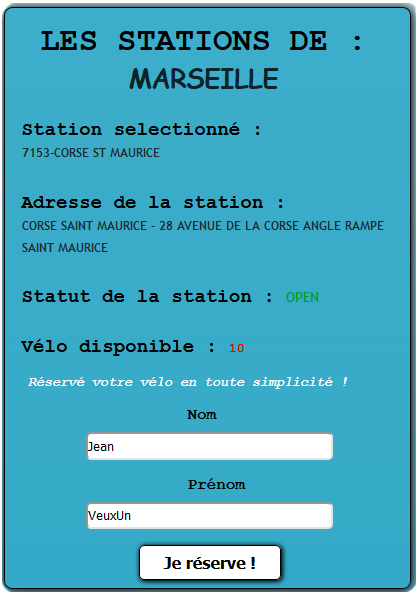 LES STATIONS DE :
MARSEILLE
Station selectionné :
7153-CORSE ST MAURICE
Adresse de la station :
CORSE SAINT MAURICE - 28 AVENUE DE LA CORSE ANGLE RAMPE
SAINT MAURICE
Statut de la station : OPEN
Vélo disponible : 10
Réservé votre vélo en toute simplicité !
Nom
Jean
Prénom
VeuxUn
Je réserve !